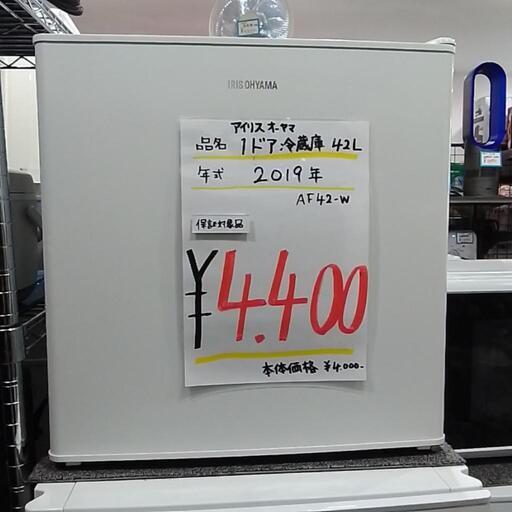 IRIS OHYAMA
アイリスオーヤマ
品名 1ドア冷蔵庫 42L
年式 2019年
AF42-W
保証対象品
¥4.400
本体価格 ¥4.000-